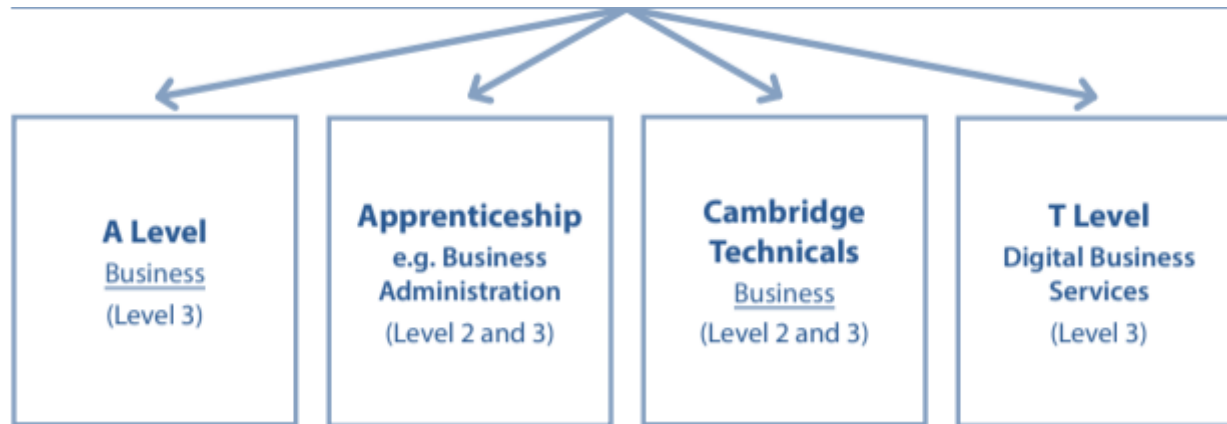 A Level
Business
(Level 3)
Apprenticeship
e.g. Business
Administration
(Level 2 and 3)
Cambridge
Technicals
Business
(Level 2 and 3)
T Level
Digital Business
Services
(Level 3)